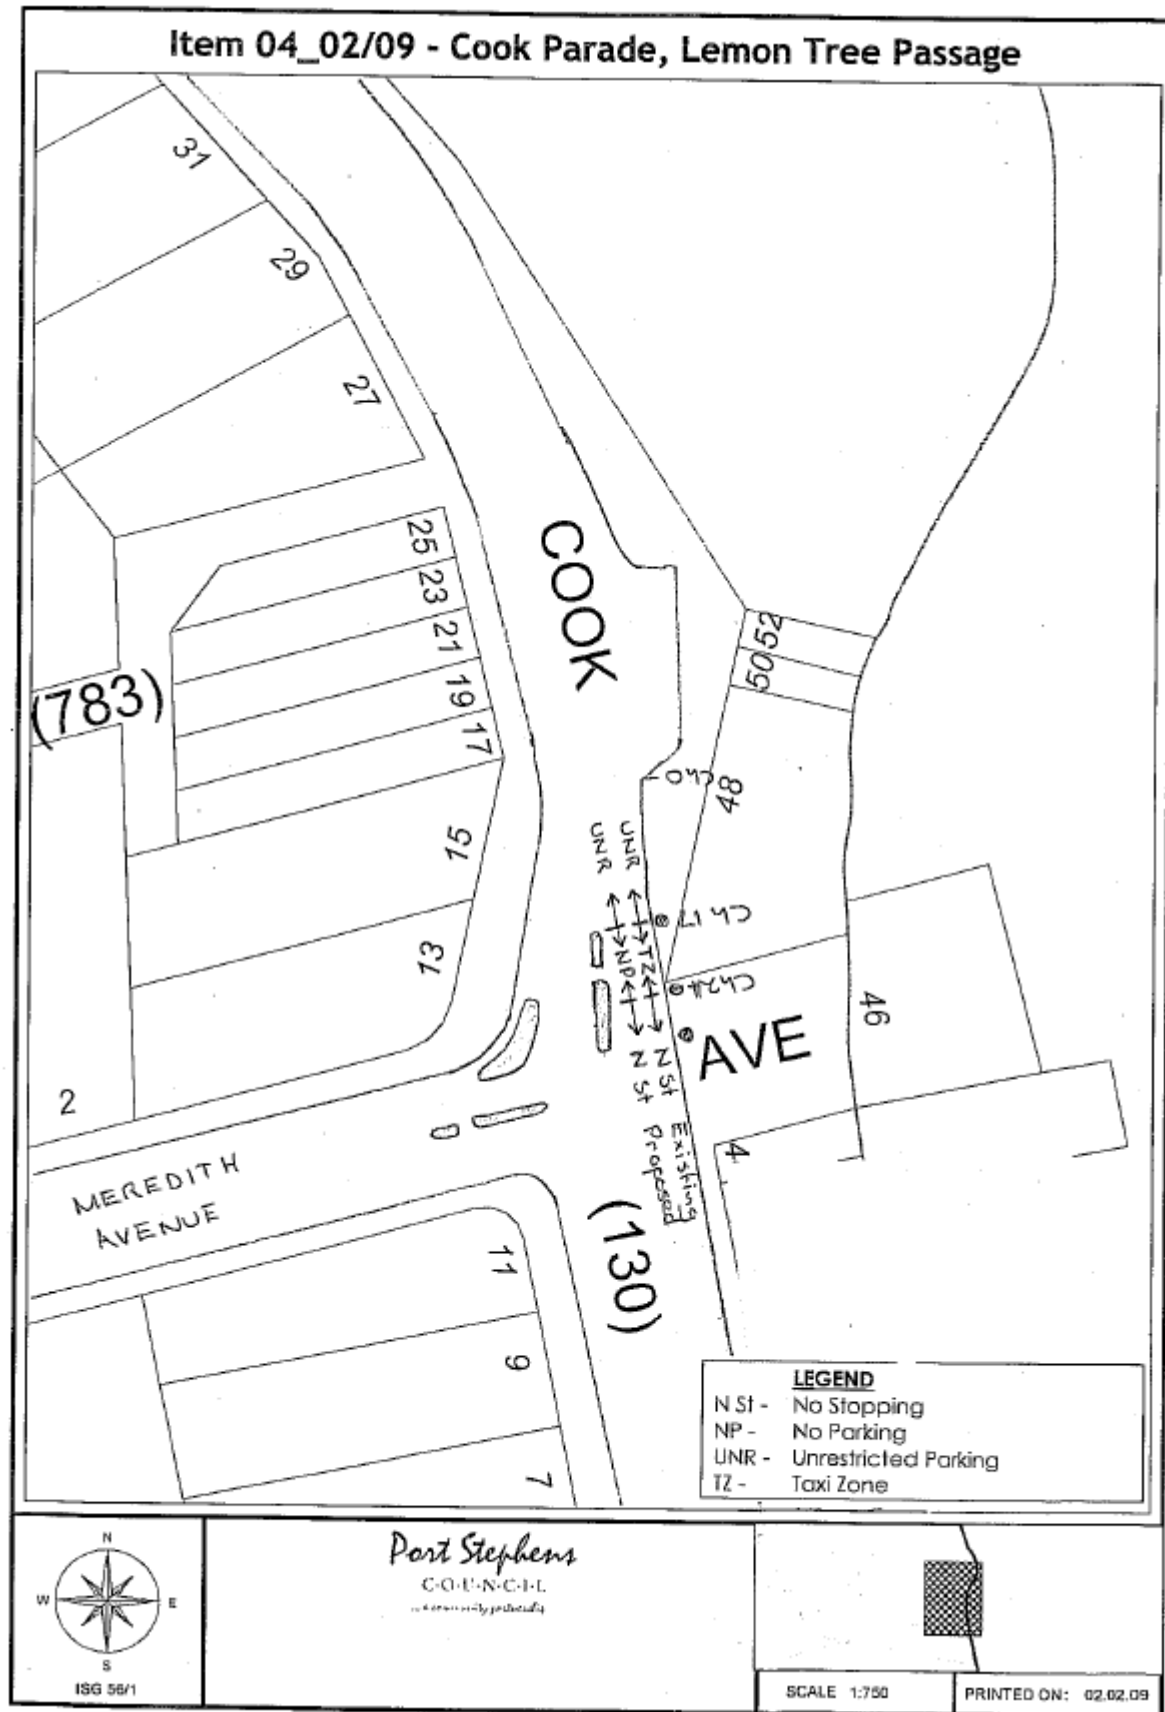 Item 04_02/09 - Cook Parade, Lemon Tree Passage
31
29
27
25
23
21
19
17
15
13
2
(783)
COOK
52
50
48
Ch 0
UNR
UNR
Ch 17
TZ
NP
Ch24
N St
N St
Existing
Proposed
AVE
46
4
MEREDITH
AVENUE
(130)
11
9
7
LEGEND
N St - No Stopping
NP - No Parking
UNR - Unrestricted Parking
TZ - Taxi Zone
N
W
E
S
ISG 56/1
Port Stephens
C·O·U·N·C·I·L
SCALE 1:750
PRINTED ON: 02.02.09